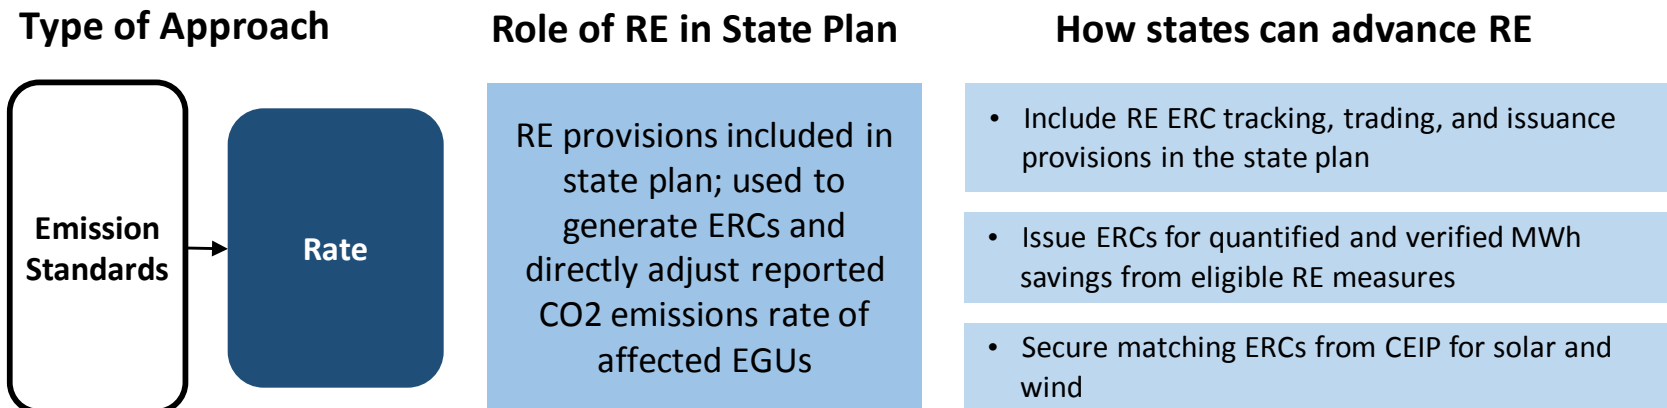 Type of Approach
Role of RE in State Plan
How states can advance RE
Emission
Standards
Rate
RE provisions included in
state plan; used to
generate ERCs and
directly adjust reported
CO2 emissions rate of
affected EGUs
• Include RE ERC tracking, trading, and issuance
provisions in the state plan
• Issue ERCs for quantified and verified MWh
savings from eligible RE measures
• Secure matching ERCs from CEIP for solar and
wind